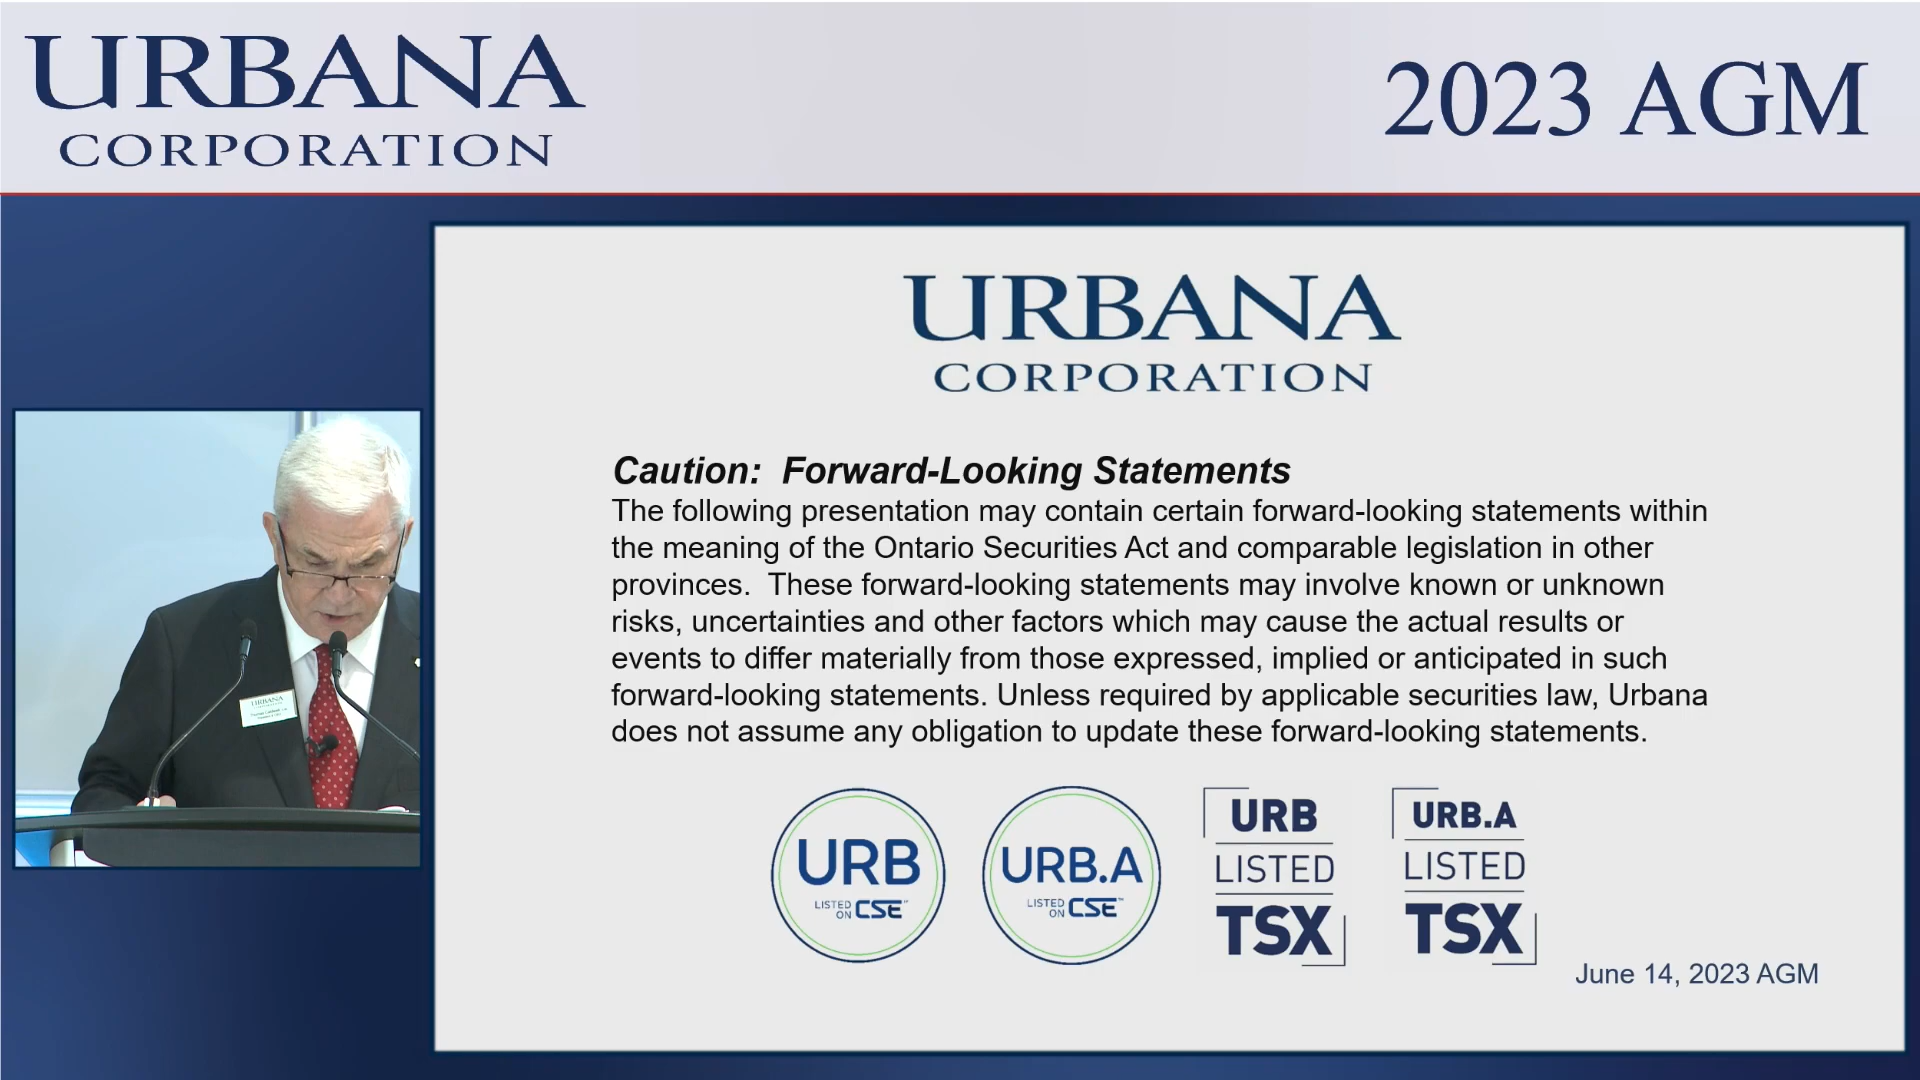 URBANA
CORPORATION
2023 AGM
URBANA
CORPORATION
Caution:  Forward-Looking Statements
The following presentation may contain certain forward-looking statements within
the meaning of the Ontario Securities Act and comparable legislation in other
provinces.  These forward-looking statements may involve known or unknown
risks, uncertainties and other factors which may cause the actual results or
events to differ materially from those expressed, implied or anticipated in such
forward-looking statements. Unless required by applicable securities law, Urbana
does not assume any obligation to update these forward-looking statements.
URB
LISTED
ON CSE
URB.A
LISTED
ON CSE
URB
LISTED
TSX
URB.A
LISTED
TSX
June 14, 2023 AGM
URBANA